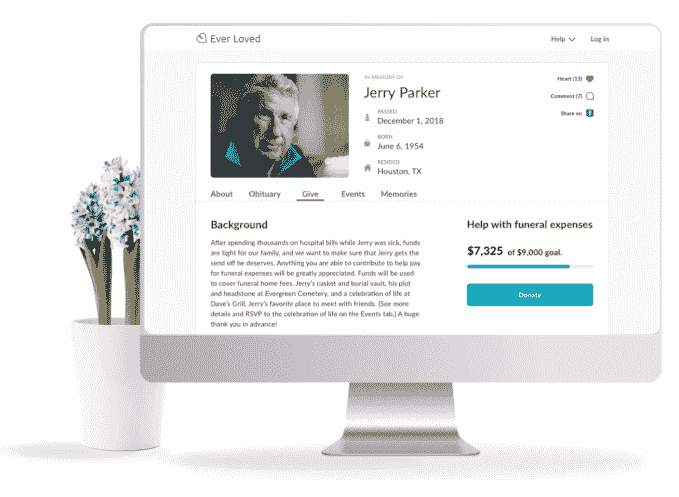 Ever Loved
Help
Log in
IN MEMORY OF
Jerry Parker
PASSED
December 1, 2018
BORN
June 6, 1954
RESIDED
Houston, TX
Heart (13)
Comment (7)
Share on
About Obituary Give Events Memories
Background
After spending thousands on hospital bills while Jerry was sick, funds
are tight for our family, and we want to make sure that Jerry gets the
send off he deserves. Anything you are able to contribute to help pay
for funeral expenses will be greatly appreciated. Funds will be used
to cover funeral home fees, Jerry's casket and burial vault, his plot
and headstone at Evergreen Cemetery, and a celebration of life at
Dave's Grill, Jerry's favorite place to meet with friends. (See more
details and RSVP to the celebration of life on the Events tab.) A huge
thank you in advance!
Help with funeral expenses
$7,325 of $9,000 goal.
Donate